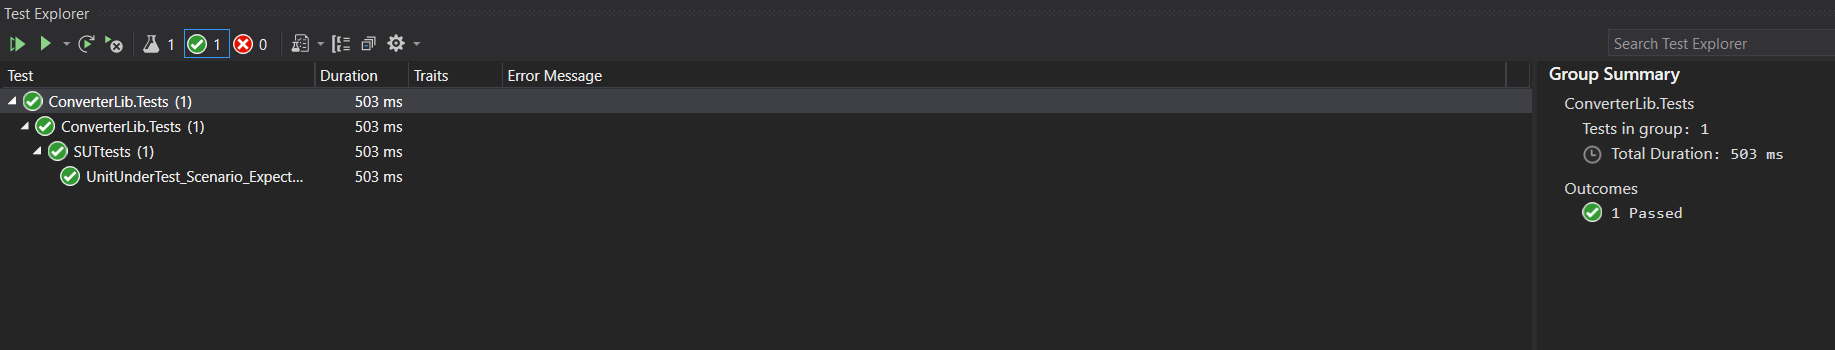 Test Explorer
1 1 0
Search Test Explorer
Test Duration Traits Error Message
ConverterLib.Tests (1) 503 ms
ConverterLib.Tests (1) 503 ms
SUTtests (1) 503 ms
UnitUnderTest_Scenario_Expect... 503 ms
Group Summary
ConverterLib.Tests
Tests in group: 1
Total Duration: 503 ms
Outcomes
1 Passed